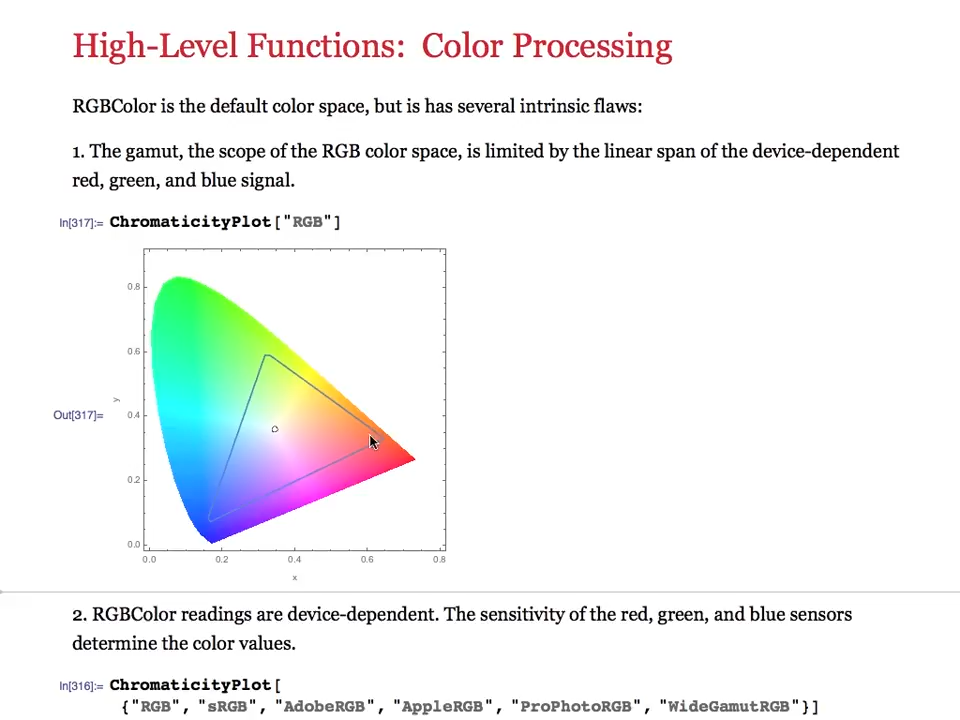 High-Level Functions: Color Processing
RGBColor is the default color space, but is has several intrinsic flaws:
1. The gamut, the scope of the RGB color space, is limited by the linear span of the device-dependent
red, green, and blue signal.
In[317]:= ChromaticityPlot["RGB"]
0.8
0.6
y
Out[317]= 0.4
0.2
0.0
0.0 0.2 0.4 0.6 0.8
x
2. RGBColor readings are device-dependent. The sensitivity of the red, green, and blue sensors
determine the color values.
In[316]:= ChromaticityPlot[
{"RGB", "sRGB", "AdobeRGB", "AppleRGB", "ProPhotoRGB", "WideGamutRGB"}]